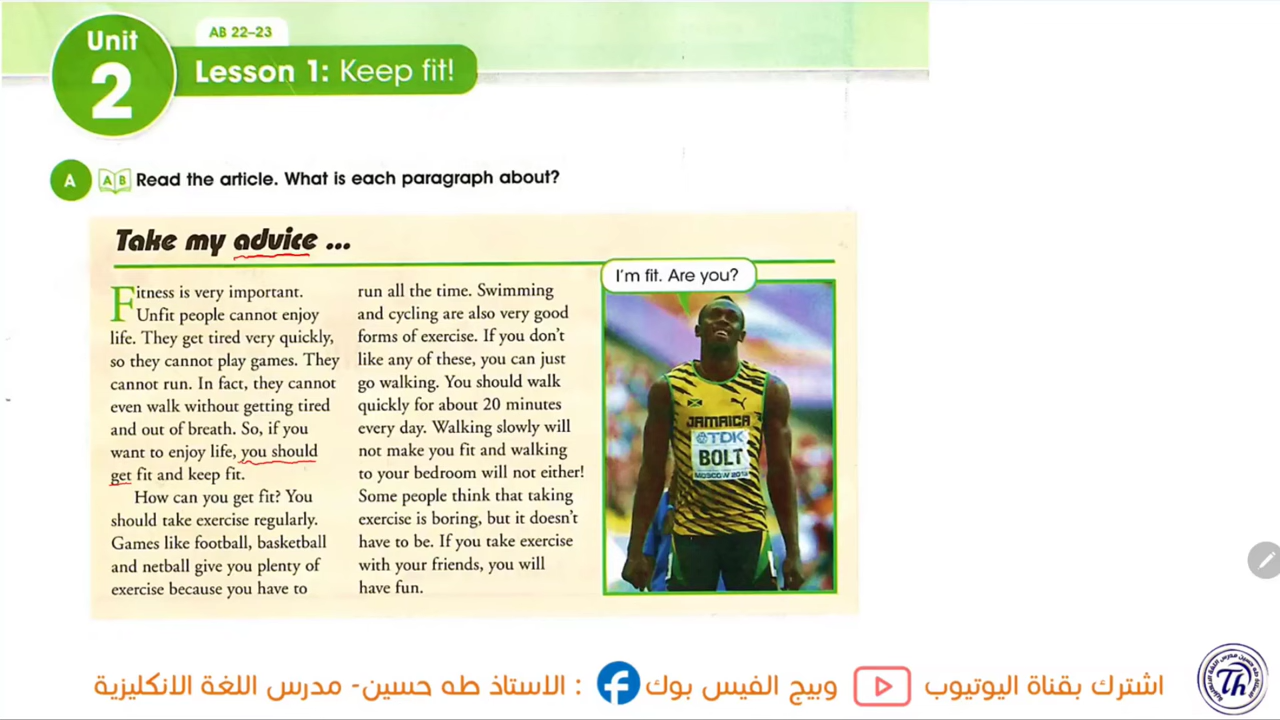 Unit
2
AB 22–23
Lesson 1: Keep fit!
A
AB
Read the article. What is each paragraph about?
Take my advice ...
Fitness is very important.
Unfit people cannot enjoy
life. They get tired very quickly,
so they cannot play games. They
cannot run. In fact, they cannot
even walk without getting tired
and out of breath. So, if you
want to enjoy life, you should
get fit and keep fit.
How can you get fit? You
should take exercise regularly.
Games like football, basketball
and netball give you plenty of
exercise because you have to
run all the time. Swimming
and cycling are also very good
forms of exercise. If you don't
like any of these, you can just
go walking. You should walk
quickly for about 20 minutes
every day. Walking slowly will
not make you fit and walking
to your bedroom will not either!
Some people think that taking
exercise is boring, but it doesn't
have to be. If you take exercise
with your friends, you will
have fun.
I'm fit. Are you?
JAMAICA
TDK
BOLT
اشترك بقناة اليوتيوب وبيج الفيس بوك : الاستاذ طه حسين- مدرس اللغة الانكليزية
Th